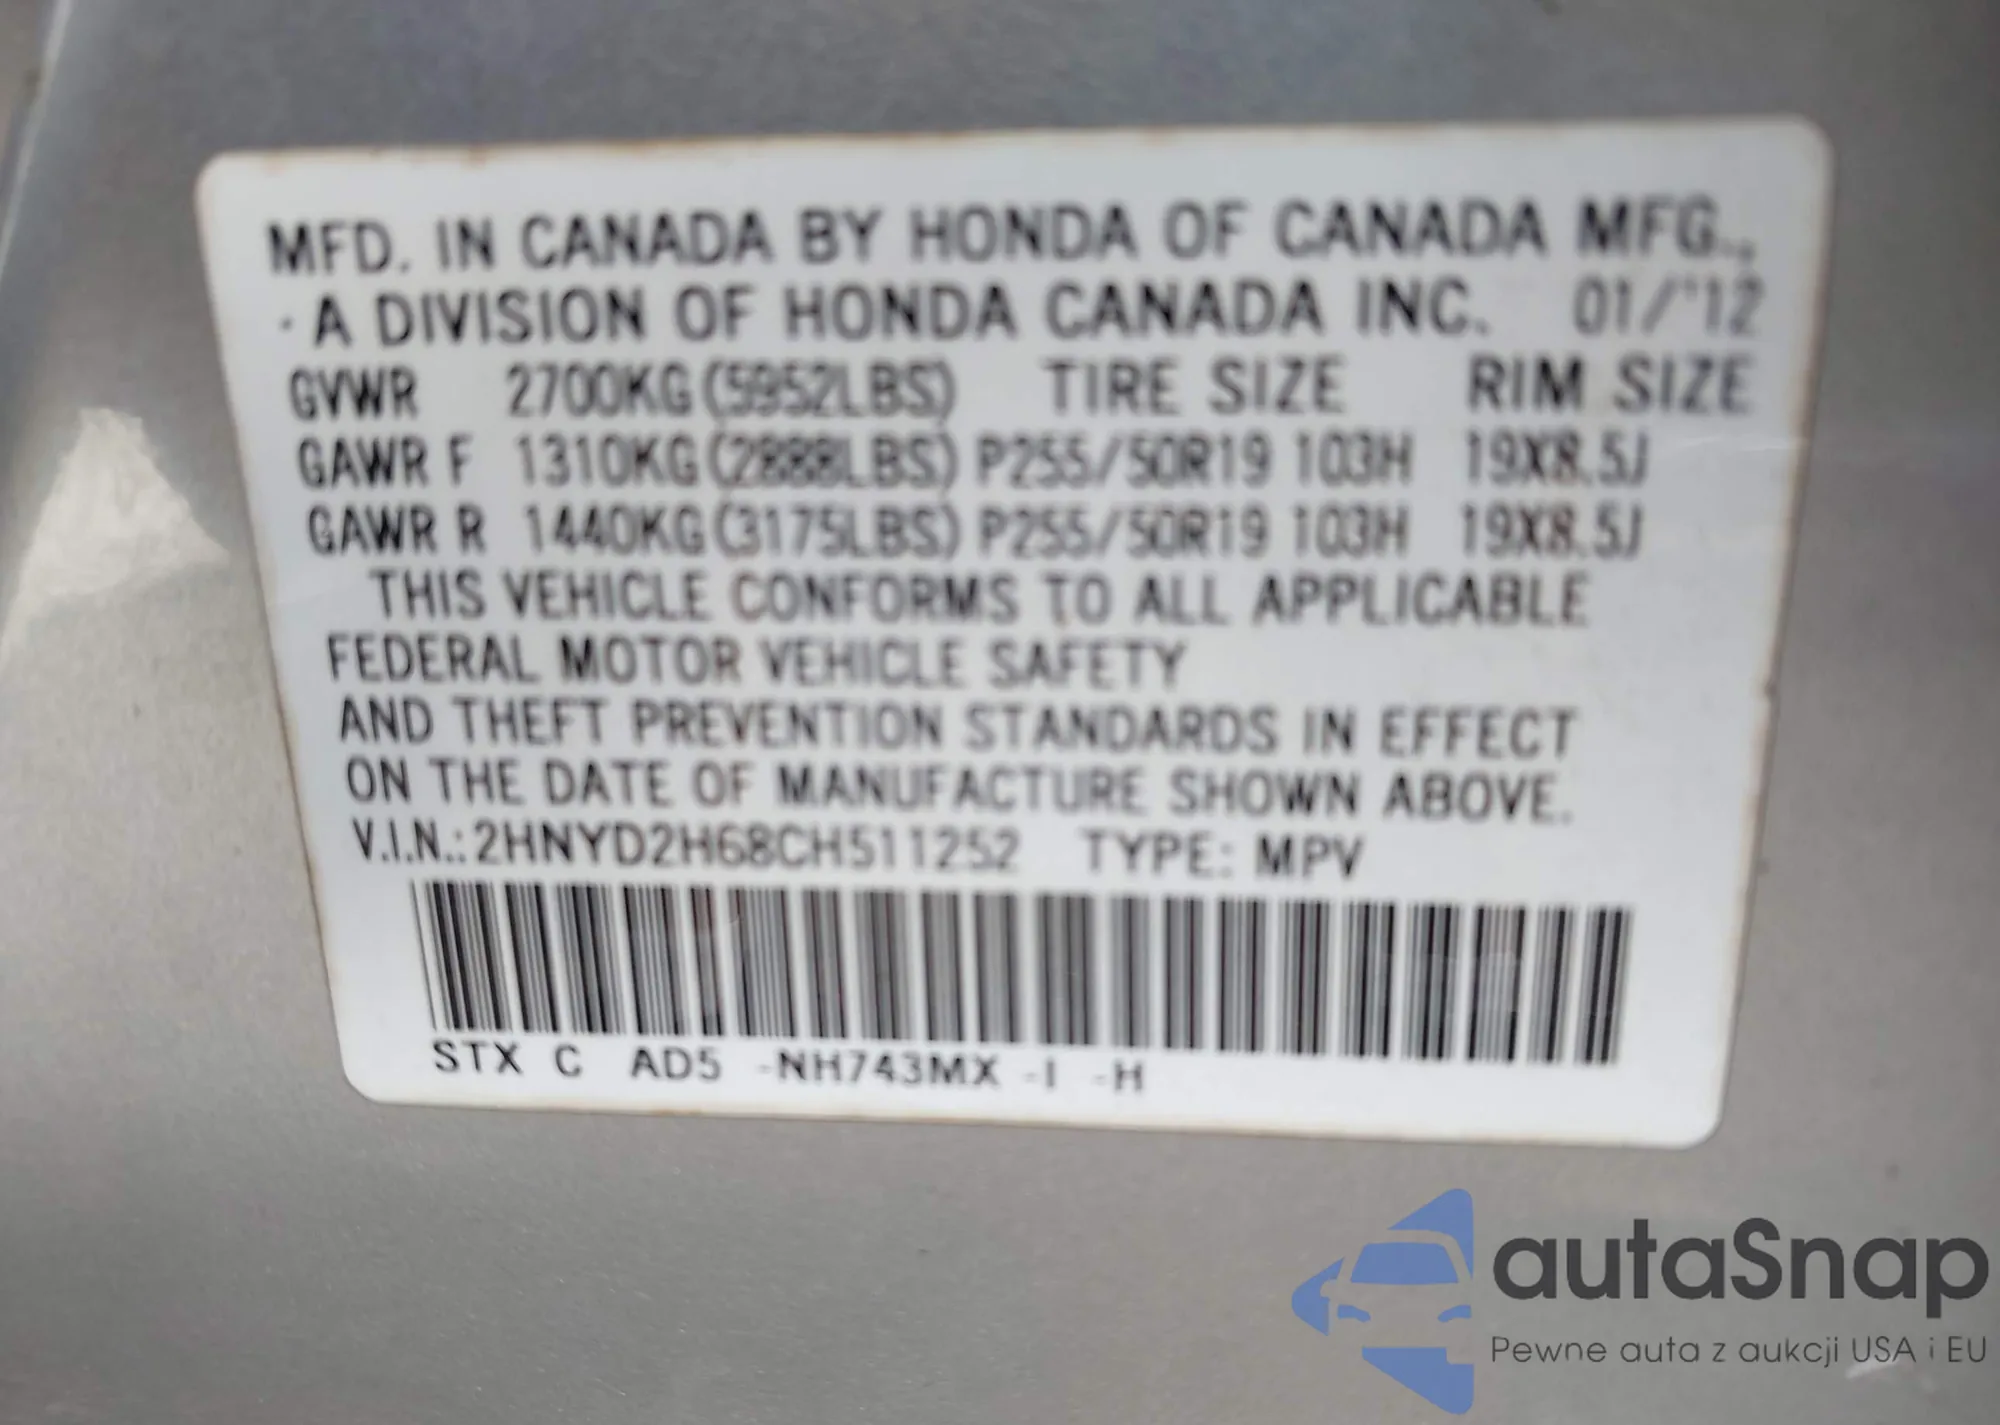 MFD. IN CANADA BY HONDA OF CANADA MFG.,
A DIVISION OF HONDA CANADA INC. 01/'12
GVWR 2700KG(5952LBS) TIRE SIZE RIM SIZE
GAWR F 1310KG(2888LBS) P255/50R19 103H 19X8.5J
GAWR R 1440KG(3175LBS) P255/50R19 103H 19X8.5J
THIS VEHICLE CONFORMS TO ALL APPLICABLE
FEDERAL MOTOR VEHICLE SAFETY
AND THEFT PREVENTION STANDARDS IN EFFECT
ON THE DATE OF MANUFACTURE SHOWN ABOVE.
V.I.N.:2HNYD2H68CH511252 TYPE: MPV
STX C AD5 -NH743MX -I -H
autaSnap
Pewne auta z aukcji USA i EU